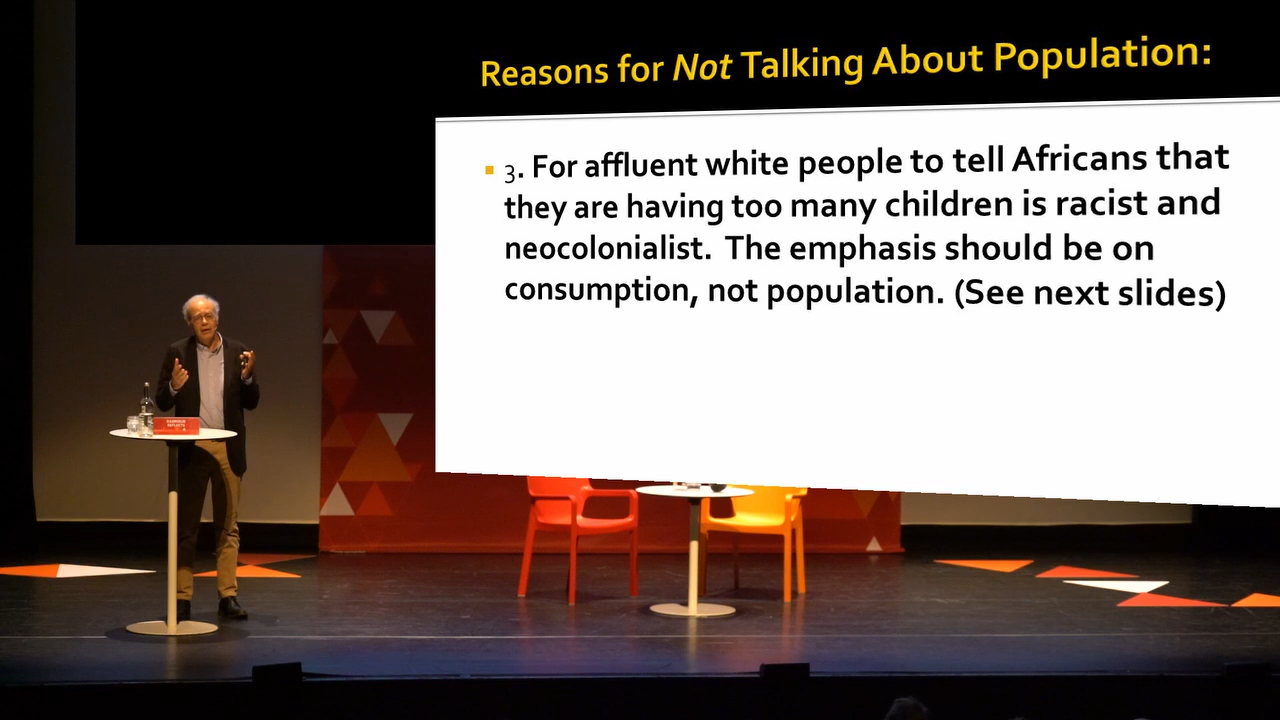 Reasons for Not Talking About Population:
3. For affluent white people to tell Africans that
they are having too many children is racist and
neocolonialist. The emphasis should be on
consumption, not population. (See next slides)